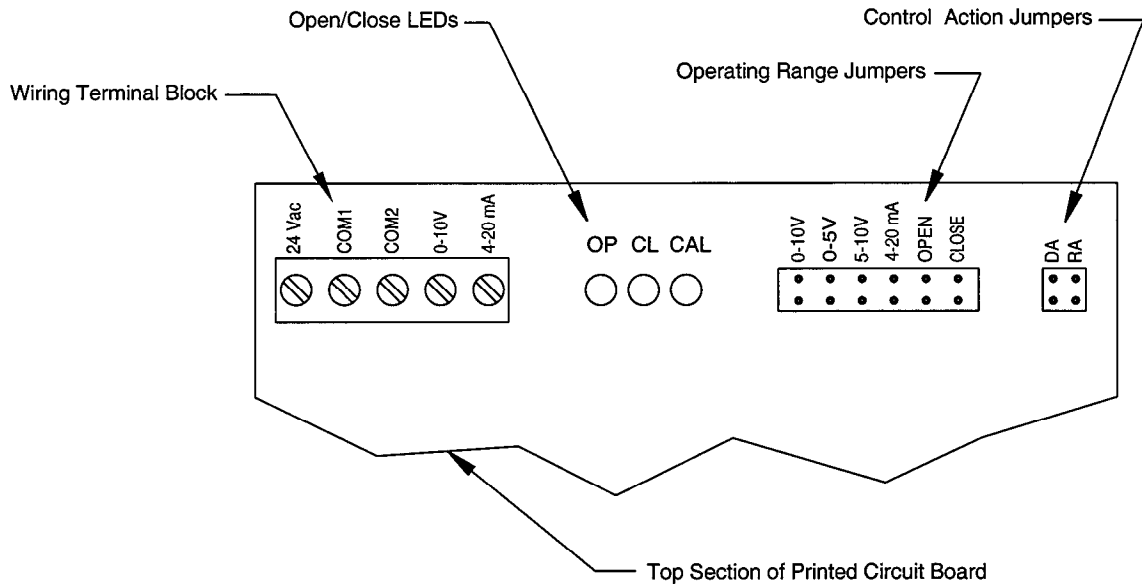 Open/Close LEDs
Control Action Jumpers
Operating Range Jumpers
Wiring Terminal Block
24 Vac
COM1
COM2
0-10V
4-20 mA
OP CL CAL
0-10V
0-5V
5-10V
4-20 mA
OPEN
CLOSE
DA
RA
Top Section of Printed Circuit Board